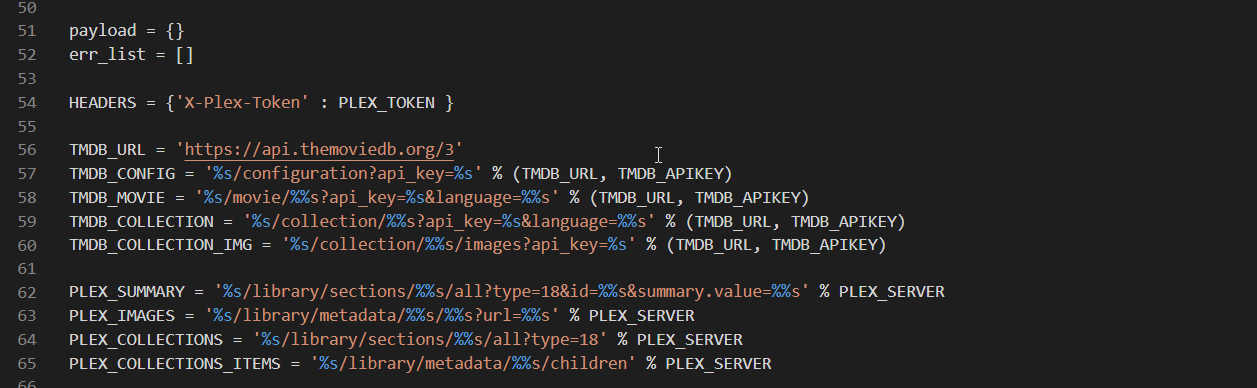 50
51 payload = {}
52 err_list = []
53
54 HEADERS = {'X-Plex-Token' : PLEX_TOKEN }
55
56 TMDB_URL = 'https://api.themoviedb.org/3'
57 TMDB_CONFIG = '%s/configuration?api_key=%s' % (TMDB_URL, TMDB_APIKEY)
58 TMDB_MOVIE = '%s/movie/%%s?api_key=%s&language=%%s' % (TMDB_URL, TMDB_APIKEY)
59 TMDB_COLLECTION = '%s/collection/%%s?api_key=%s&language=%%s' % (TMDB_URL, TMDB_APIKEY)
60 TMDB_COLLECTION_IMG = '%s/collection/%%s/images?api_key=%s' % (TMDB_URL, TMDB_APIKEY)
61
62 PLEX_SUMMARY = '%s/library/sections/%%s/all?type=18&id=%%s&summary.value=%%s' % PLEX_SERVER
63 PLEX_IMAGES = '%s/library/metadata/%%s/%%s?url=%%s' % PLEX_SERVER
64 PLEX_COLLECTIONS = '%s/library/sections/%%s/all?type=18' % PLEX_SERVER
65 PLEX_COLLECTIONS_ITEMS = '%s/library/metadata/%%s/children' % PLEX_SERVER
66